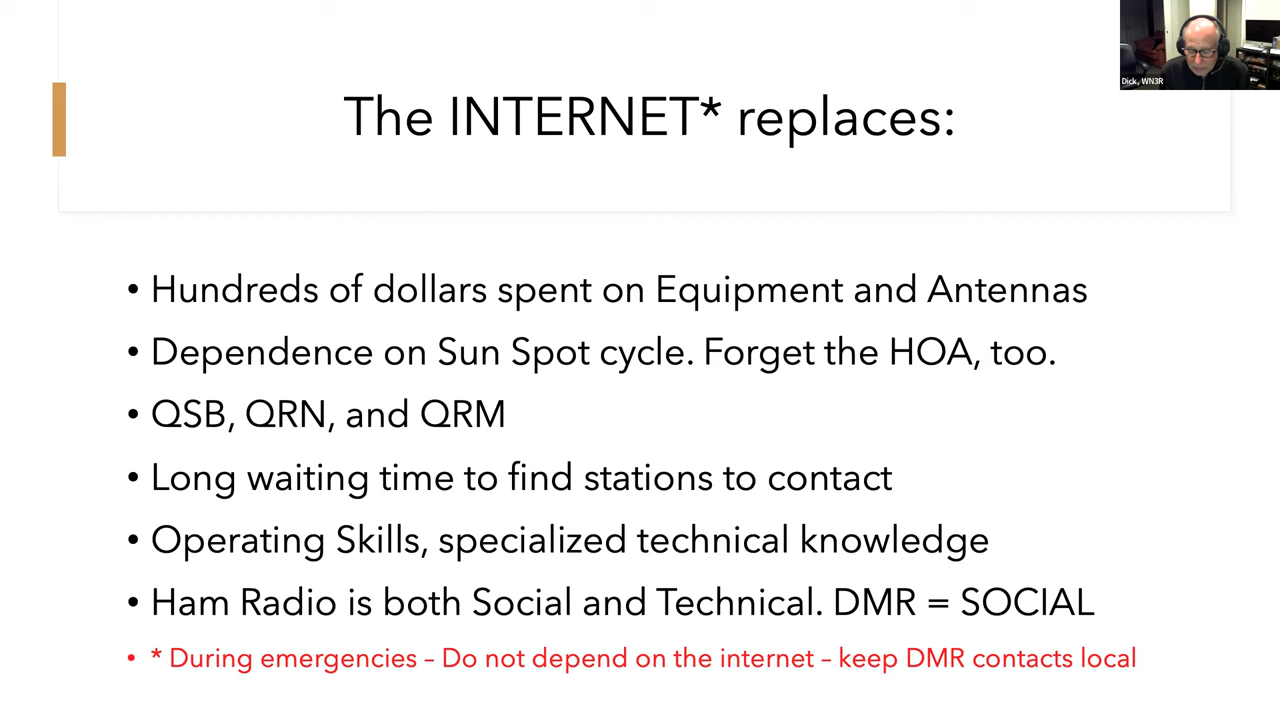 Dick, WN3R
The INTERNET* replaces:
• Hundreds of dollars spent on Equipment and Antennas
• Dependence on Sun Spot cycle. Forget the HOA, too.
• QSB, QRN, and QRM
• Long waiting time to find stations to contact
• Operating Skills, specialized technical knowledge
• Ham Radio is both Social and Technical. DMR = SOCIAL
• * During emergencies – Do not depend on the internet – keep DMR contacts local